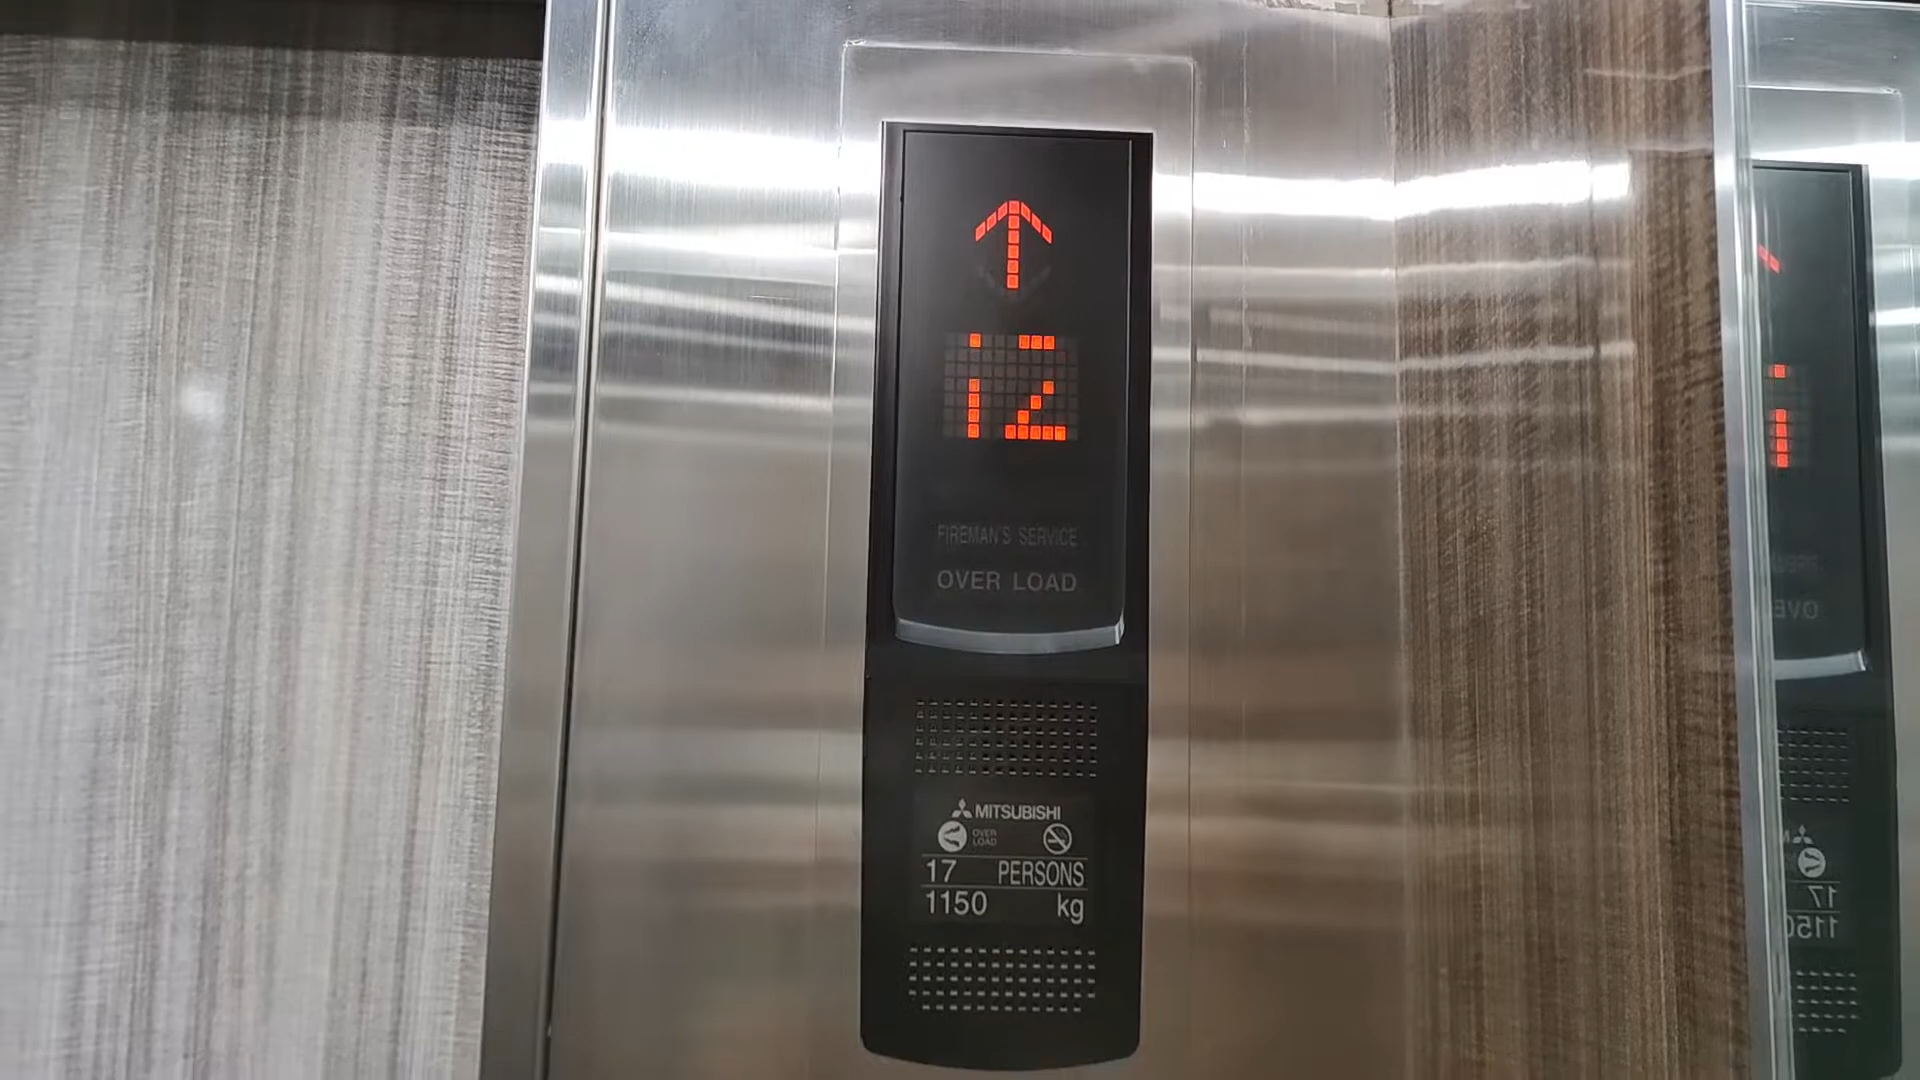 ↑
12
FIREMAN'S SERVICE
OVER LOAD
MITSUBISHI
OVER
LOAD
17 PERSONS
1150 kg